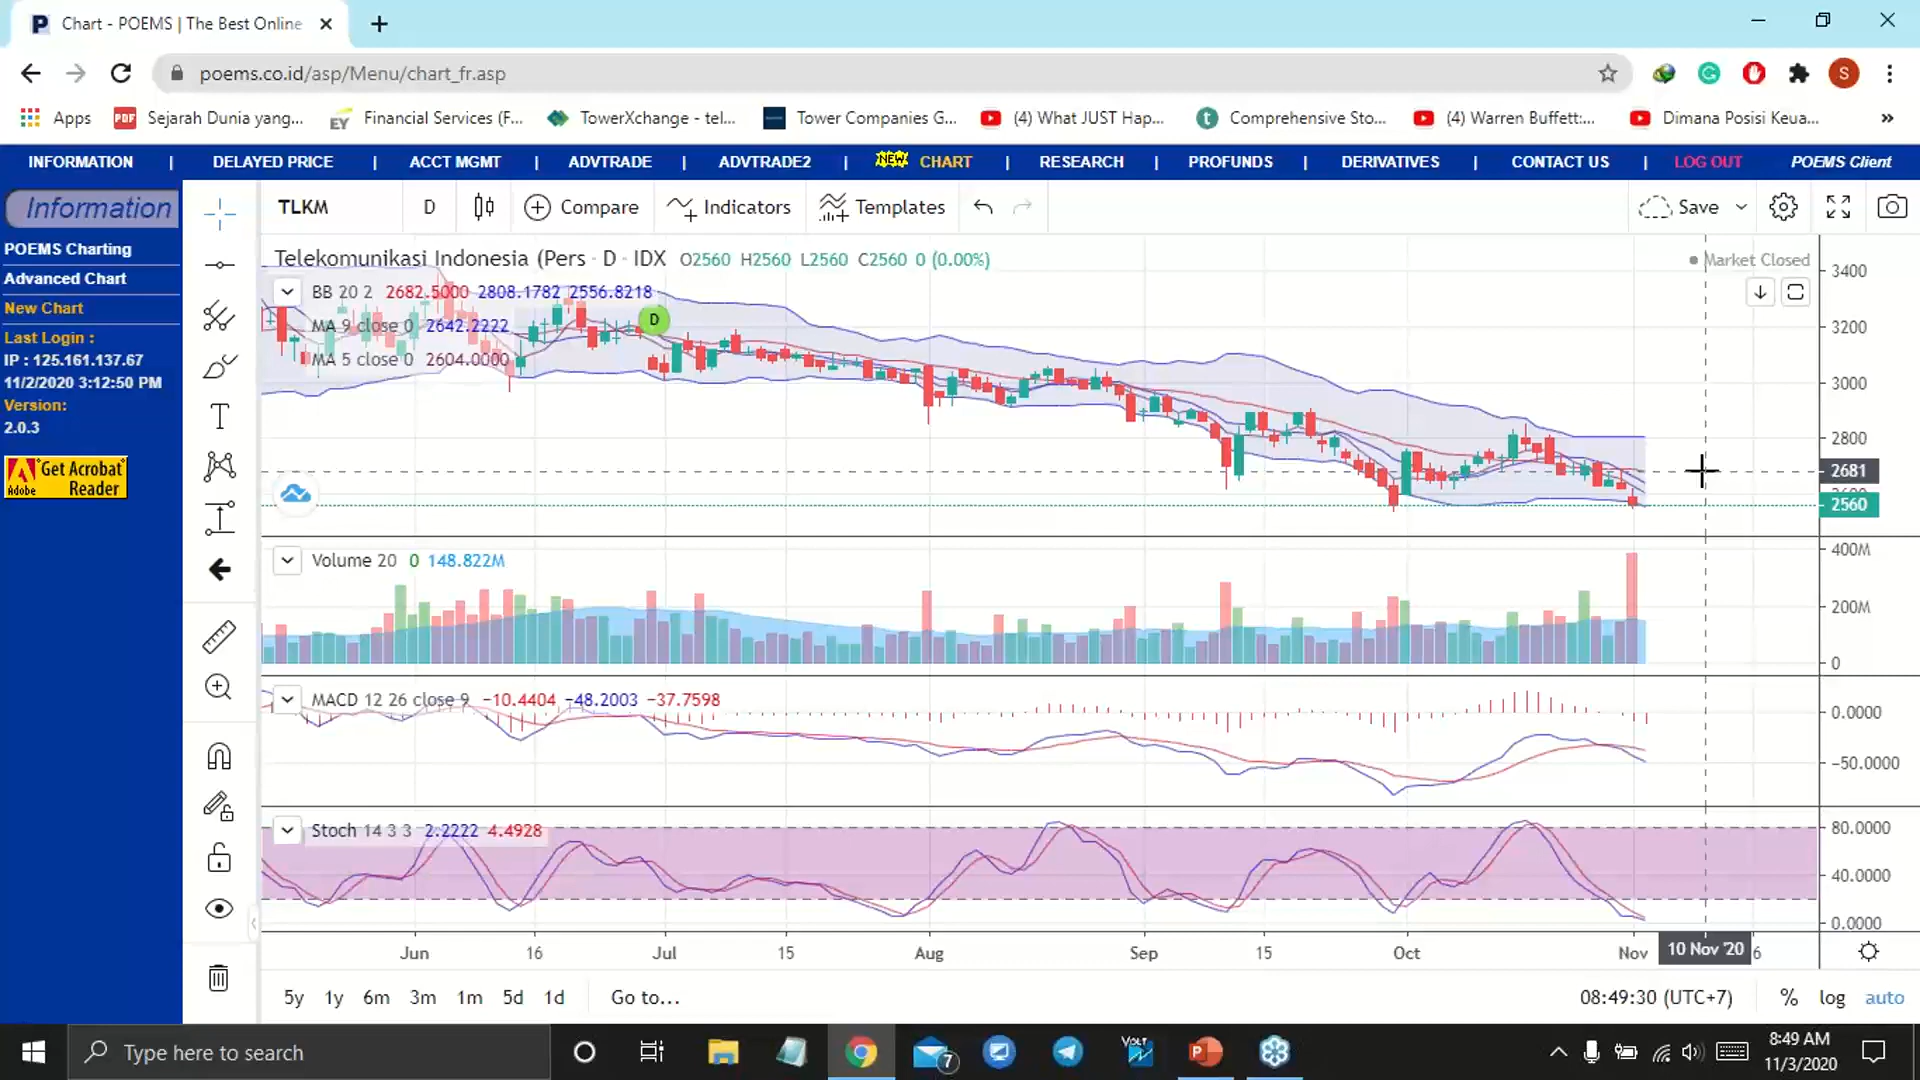 Chart - POEMS | The Best Online
poems.co.id/asp/Menu/chart_fr.asp
S
Apps
PDF Sejarah Dunia yang...
EY Financial Services (F...
TowerXchange - tel...
Tower Companies G...
(4) What JUST Hap...
Comprehensive Sto...
(4) Warren Buffett:...
Dimana Posisi Keua...
»
INFORMATION | DELAYED PRICE | ACCT MGMT | ADVTRADE | ADVTRADE2 | NEW CHART | RESEARCH | PROFUNDS | DERIVATIVES | CONTACT US | LOG OUT POEMS Client
Information
POEMS Charting
Advanced Chart
New Chart
Last Login :
IP : 125.161.137.67
11/2/2020 3:12:50 PM
Version:
2.0.3
Adobe Get Acrobat Reader
TLKM D Compare Indicators Templates Save
Telekomunikasi Indonesia (Pers · D · IDX O2560 H2560 L2560 C2560 0 (0.00%)
Market Closed
BB 20 2 2682.5000 2808.1782 2556.8218
MA 9 close 0 2642.2222
MA 5 close 0 2604.0000
D
3400
3200
3000
2800
2681
2560
Volume 20 0 148.822M
400M
200M
0
MACD 12 26 close 9 −10.4404 −48.2003 −37.7598
0.0000
−50.0000
Stoch 14 3 3 2.2222 4.4928
80.0000
40.0000
0.0000
Jun 16 Jul 15 Aug Sep 15 Oct Nov 10 Nov '20 6
5y 1y 6m 3m 1m 5d 1d Go to...
08:49:30 (UTC+7) % log auto
Type here to search
7
VOLT
8:49 AM
11/3/2020